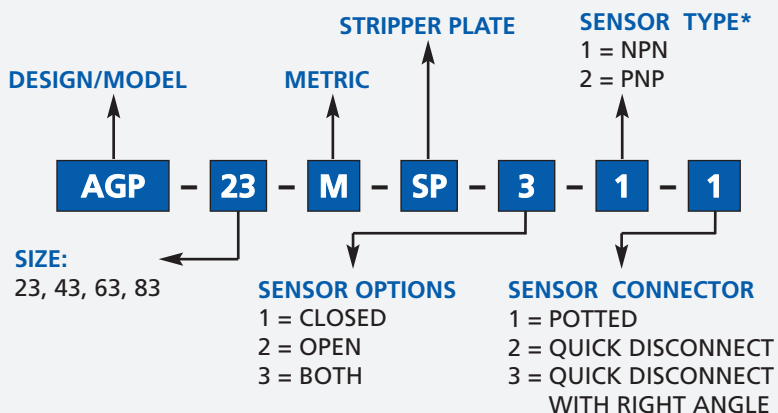 STRIPPER PLATE
SENSOR TYPE*
1 = NPN
2 = PNP
DESIGN/MODEL
METRIC
AGP - 23 - M - SP - 3 - 1 - 1
SIZE:
23, 43, 63, 83
SENSOR OPTIONS
1 = CLOSED
2 = OPEN
3 = BOTH
SENSOR CONNECTOR
1 = POTTED
2 = QUICK DISCONNECT
3 = QUICK DISCONNECT
WITH RIGHT ANGLE